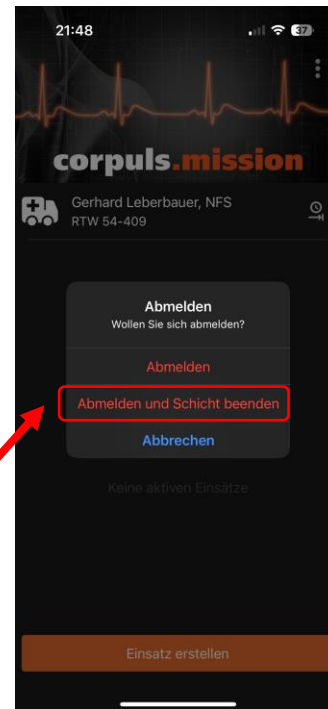 21:48
37
corpuls.mission
Gerhard Leberbauer, NFS
RTW 54-409
Abmelden
Wollen Sie sich abmelden?
Abmelden
Abmelden und Schicht beenden
Abbrechen
Keine aktiven Einsätze
Einsatz erstellen